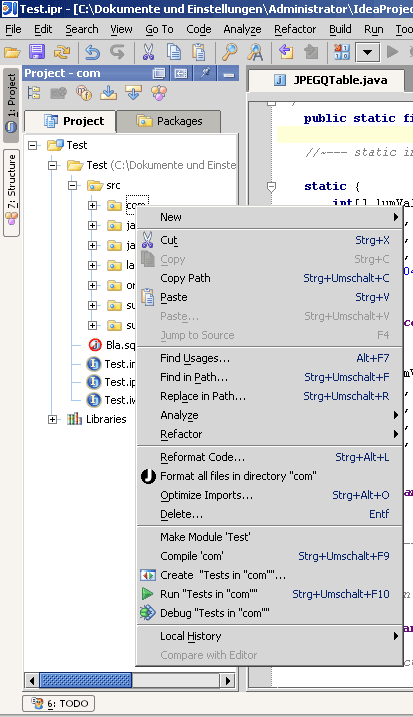 Test.ipr - [C:\Dokumente und Einstellungen\Administrator\IdeaProjec
File Edit Search View Go To Code Analyze Refactor Build Run Too
Project - com
JPEGQTable.java
1: Project
7: Structure
Project Packages
public static fi
//~---- static in
static {
int[] lumVal
Test
Test (C:\Dokumente und Einste
src
com
ja
ja
la
or
su
su
Bla.sq
Test.im
Test.ip
Test.iw
Libraries
New
Cut Strg+X
Copy Strg+C
Copy Path Strg+Umschalt+C
Paste Strg+V
Paste... Strg+Umschalt+V
Jump to Source F4
Find Usages... Alt+F7
Find in Path... Strg+Umschalt+F
Replace in Path... Strg+Umschalt+R
Analyze
Refactor
Reformat Code... Strg+Alt+L
Format all files in directory "com"
Optimize Imports... Strg+Alt+O
Delete... Entf
Make Module 'Test'
Compile 'com' Strg+Umschalt+F9
Create "Tests in "com""...
Run "Tests in "com"" Strg+Umschalt+F10
Debug "Tests in "com""
Local History
Compare with Editor
6: TODO